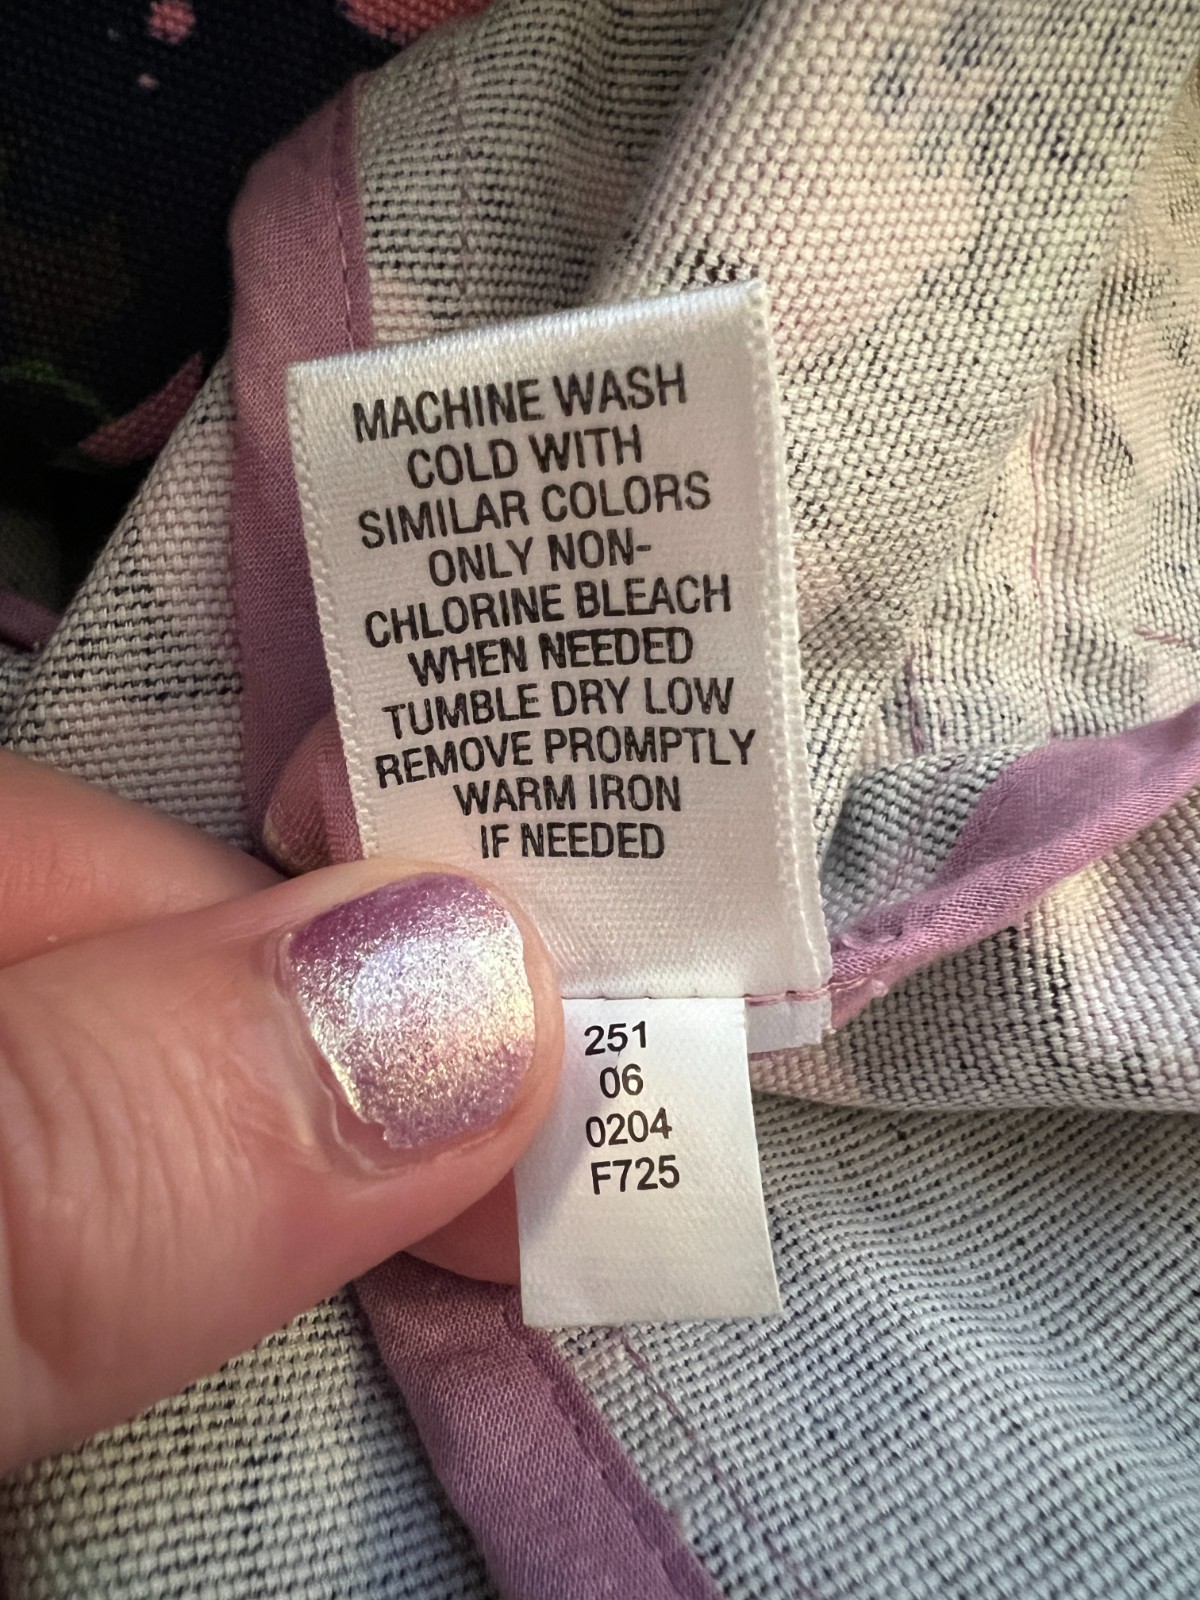 MACHINE WASH
COLD WITH
SIMILAR COLORS
ONLY NON-
CHLORINE BLEACH
WHEN NEEDED
TUMBLE DRY LOW
REMOVE PROMPTLY
WARM IRON
IF NEEDED
251
06
0204
F725